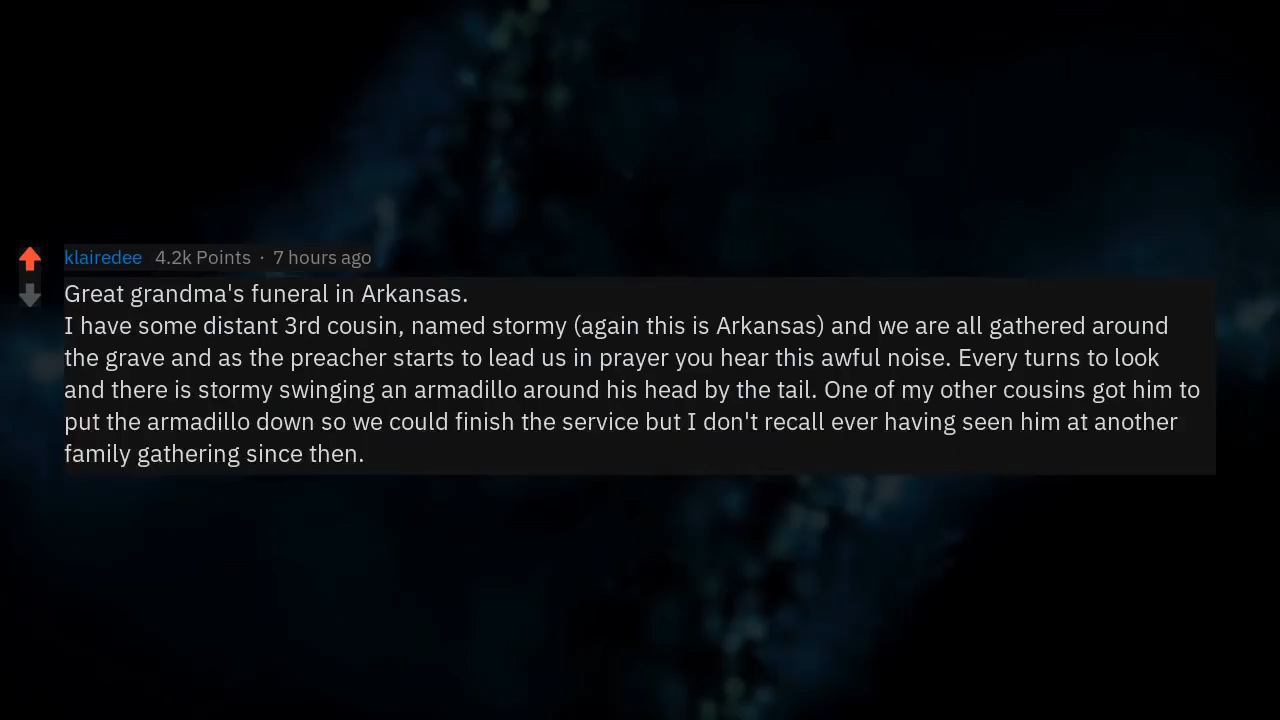 klairedee 4.2k Points · 7 hours ago
Great grandma's funeral in Arkansas.
I have some distant 3rd cousin, named stormy (again this is Arkansas) and we are all gathered around
the grave and as the preacher starts to lead us in prayer you hear this awful noise. Every turns to look
and there is stormy swinging an armadillo around his head by the tail. One of my other cousins got him to
put the armadillo down so we could finish the service but I don't recall ever having seen him at another
family gathering since then.